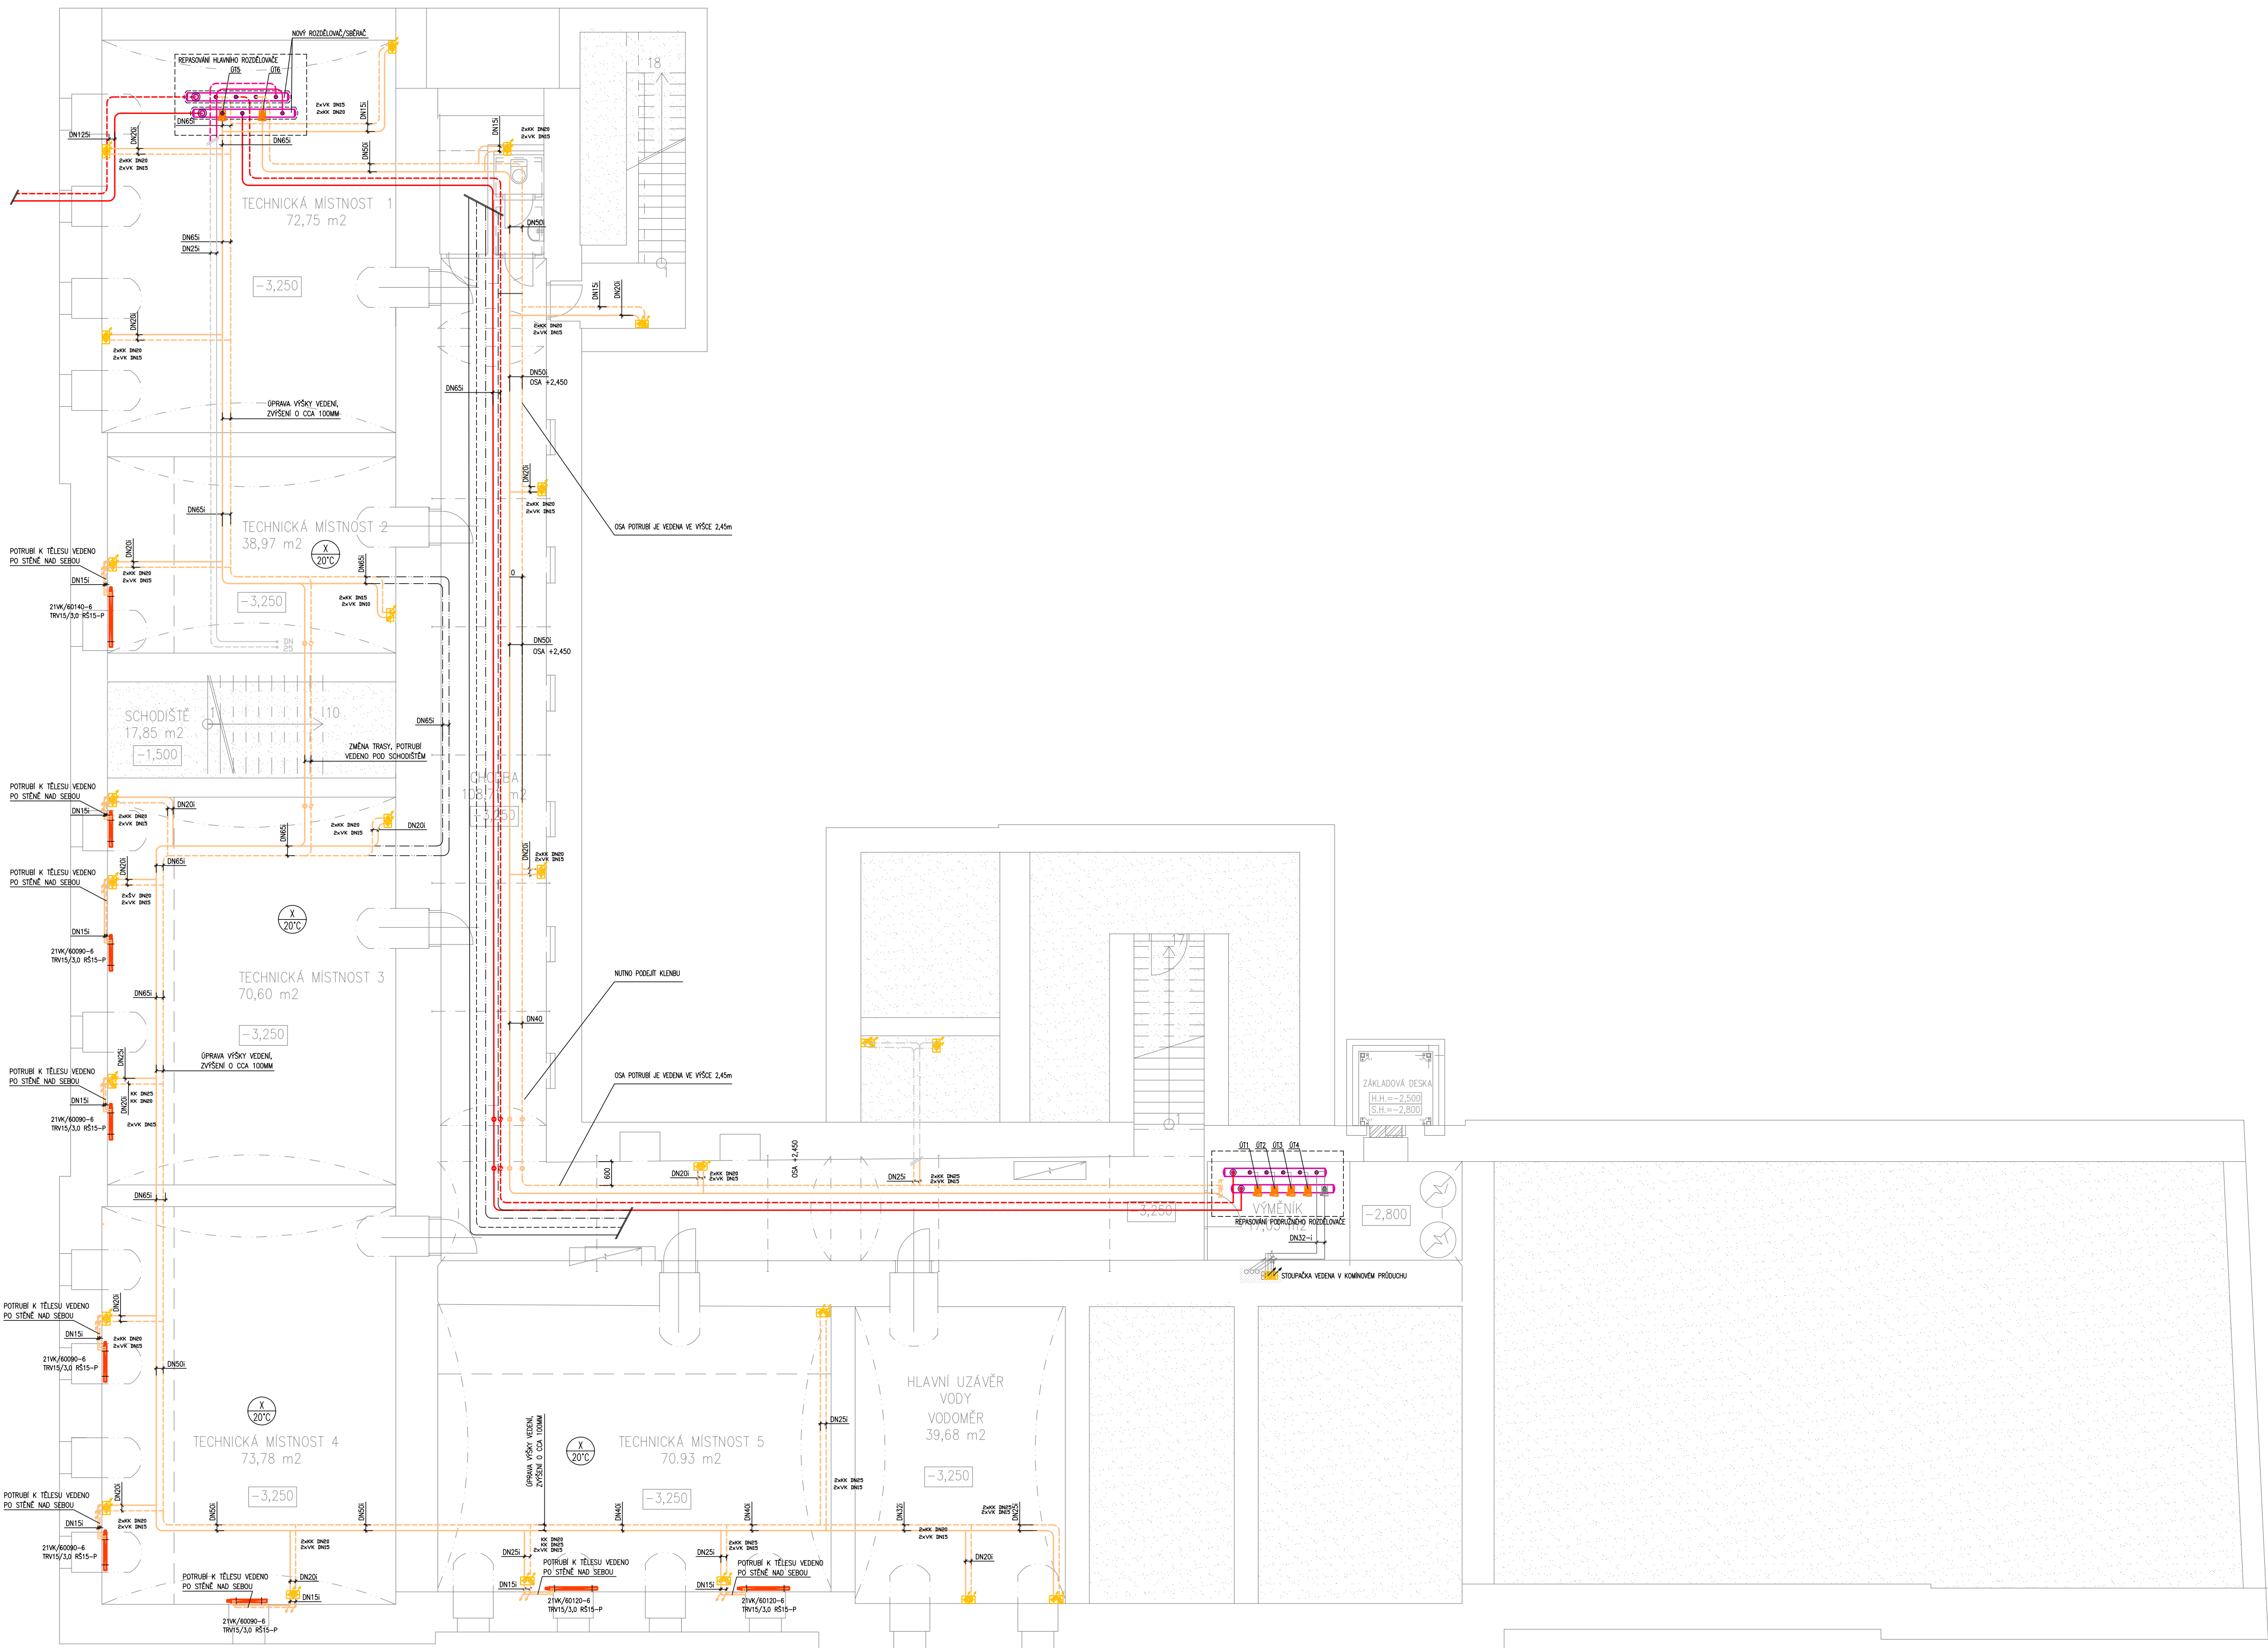 NOVÝ ROZDĚLOVAČ/SBĚRAČ
REPASOVÁNÍ HLAVNÍHO ROZDĚLOVAČE
ÚT5
ÚT6
2xVK DN15
2xKK DN20
DN15i
DN65i
DN125i
DN20i
DN65i
DN50i
DN15i
2xKK DN20
2xVK DN15
2xKK DN20
2xVK DN15
18
TECHNICKÁ MÍSTNOST 1
72,75 m2
DN50i
DN65i
DN25i
-3,250
DN15i
DN20i
DN20i
2xKK DN20
2xVK DN15
2xKK DN20
2xVK DN15
DN50i
OSA +2,450
DN65i
ÚPRAVA VÝŠKY VEDENÍ,
ZVÝŠENÍ O CCA 100MM
DN20i
2xKK DN20
2xVK DN15
DN65i
TECHNICKÁ MÍSTNOST 2
38,97 m2
X
20°C
OSA POTRUBÍ JE VEDENA VE VÝŠCE 2,45m
POTRUBÍ K TĚLESU VEDENO
PO STĚNĚ NAD SEBOU
DN20i
DN65i
2xKK DN20
2xVK DN15
DN15i
0
21VK/60140-6
TRV15/3,0 RŠ15-P
-3,250
2xKK DN15
2xVK DN10
DN
25
DN50i
OSA +2,450
SCHODIŠTĚ
17,85 m2
-1,500
1
10
DN65i
ZMĚNA TRASY, POTRUBÍ
VEDENO POD SCHODIŠTĚM
CHODBA
-3,250
POTRUBÍ K TĚLESU VEDENO
PO STĚNĚ NAD SEBOU
DN15i
DN20i
2xKK DN20
2xVK DN15
2xKK DN20
2xVK DN15
DN20i
DN65i
DN20i
2xKK DN20
2xVK DN15
DN65i
DN20i
POTRUBÍ K TĚLESU VEDENO
PO STĚNĚ NAD SEBOU
2xŠV DN20
2xVK DN15
X
20°C
DN15i
21VK/60090-6
TRV15/3,0 RŠ15-P
17
TECHNICKÁ MÍSTNOST 3
70,60 m2
DN65i
NUTNO PODEJÍT KLENBU
-3,250
DN40
ÚPRAVA VÝŠKY VEDENÍ,
ZVÝŠENÍ O CCA 100MM
POTRUBÍ K TĚLESU VEDENO
PO STĚNĚ NAD SEBOU
DN25i
DN20i
KK DN25
KK DN20
DN15i
21VK/60090-6
TRV15/3,0 RŠ15-P
2xVK DN15
OSA POTRUBÍ JE VEDENA VE VÝŠCE 2,45m
ZÁKLADOVÁ DESKA
H.H.=-2,500
S.H.=-2,800
1
ÚT1
ÚT2
ÚT3
ÚT4
600
DN20i
2xKK DN20
2xVK DN15
OSA +2,450
DN25i
2xKK DN25
2xVK DN15
DN65i
-3,250
VÝMĚNÍK
17,05 m2
REPASOVÁNÍ PODRUŽNÉHO ROZDĚLOVAČE
-2,800
DN32-i
STOUPAČKA VEDENA V KOMÍNOVÉM PRŮDUCHU
POTRUBÍ K TĚLESU VEDENO
PO STĚNĚ NAD SEBOU
DN20i
DN15i
2xKK DN20
2xVK DN15
21VK/60090-6
TRV15/3,0 RŠ15-P
DN50i
X
20°C
TECHNICKÁ MÍSTNOST 4
73,78 m2
-3,250
ÚPRAVA VÝŠKY VEDENÍ,
ZVÝŠENÍ O CCA 100MM
X
20°C
TECHNICKÁ MÍSTNOST 5
70.93 m2
-3,250
DN25i
2xKK DN25
2xVK DN15
HLAVNÍ UZÁVĚR
VODY
VODOMĚR
39,68 m2
-3,250
POTRUBÍ K TĚLESU VEDENO
PO STĚNĚ NAD SEBOU
DN20i
DN15i
2xKK DN20
2xVK DN15
21VK/60090-6
TRV15/3,0 RŠ15-P
DN50i
DN50i
DN40i
DN40i
DN32i
2xKK DN25
2xVK DN15
DN25i
2xKK DN20
2xVK DN15
2xKK DN20
2xVK DN15
KK DN20
KK DN25
2xVK DN15
2xKK DN25
2xVK DN15
DN25i
DN25i
DN20i
POTRUBÍ K TĚLESU VEDENO
PO STĚNĚ NAD SEBOU
POTRUBÍ K TĚLESU VEDENO
PO STĚNĚ NAD SEBOU
POTRUBÍ K TĚLESU VEDENO
PO STĚNĚ NAD SEBOU
DN20i
DN15i
DN15i
DN15i
21VK/60090-6
TRV15/3,0 RŠ15-P
21VK/60120-6
TRV15/3,0 RŠ15-P
21VK/60120-6
TRV15/3,0 RŠ15-P